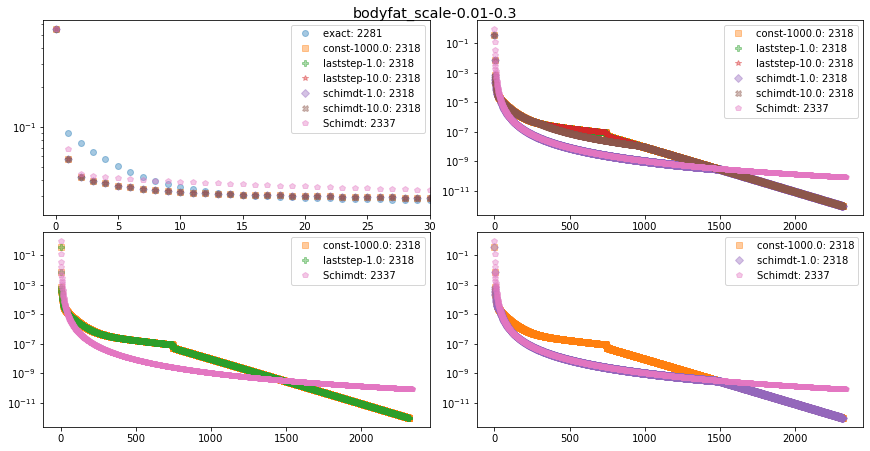 bodyfat_scale-0.01-0.3
exact: 2281
const-1000.0: 2318
laststep-1.0: 2318
laststep-10.0: 2318
schimdt-1.0: 2318
schimdt-10.0: 2318
Schimdt: 2337
10⁻¹
0 5 10 15 20 25 30
const-1000.0: 2318
laststep-1.0: 2318
laststep-10.0: 2318
schimdt-1.0: 2318
schimdt-10.0: 2318
Schimdt: 2337
10⁻¹
10⁻³
10⁻⁵
10⁻⁷
10⁻⁹
10⁻¹¹
0 500 1000 1500 2000
const-1000.0: 2318
laststep-1.0: 2318
Schimdt: 2337
10⁻¹
10⁻³
10⁻⁵
10⁻⁷
10⁻⁹
10⁻¹¹
0 500 1000 1500 2000
const-1000.0: 2318
schimdt-1.0: 2318
Schimdt: 2337
10⁻¹
10⁻³
10⁻⁵
10⁻⁷
10⁻⁹
10⁻¹¹
0 500 1000 1500 2000